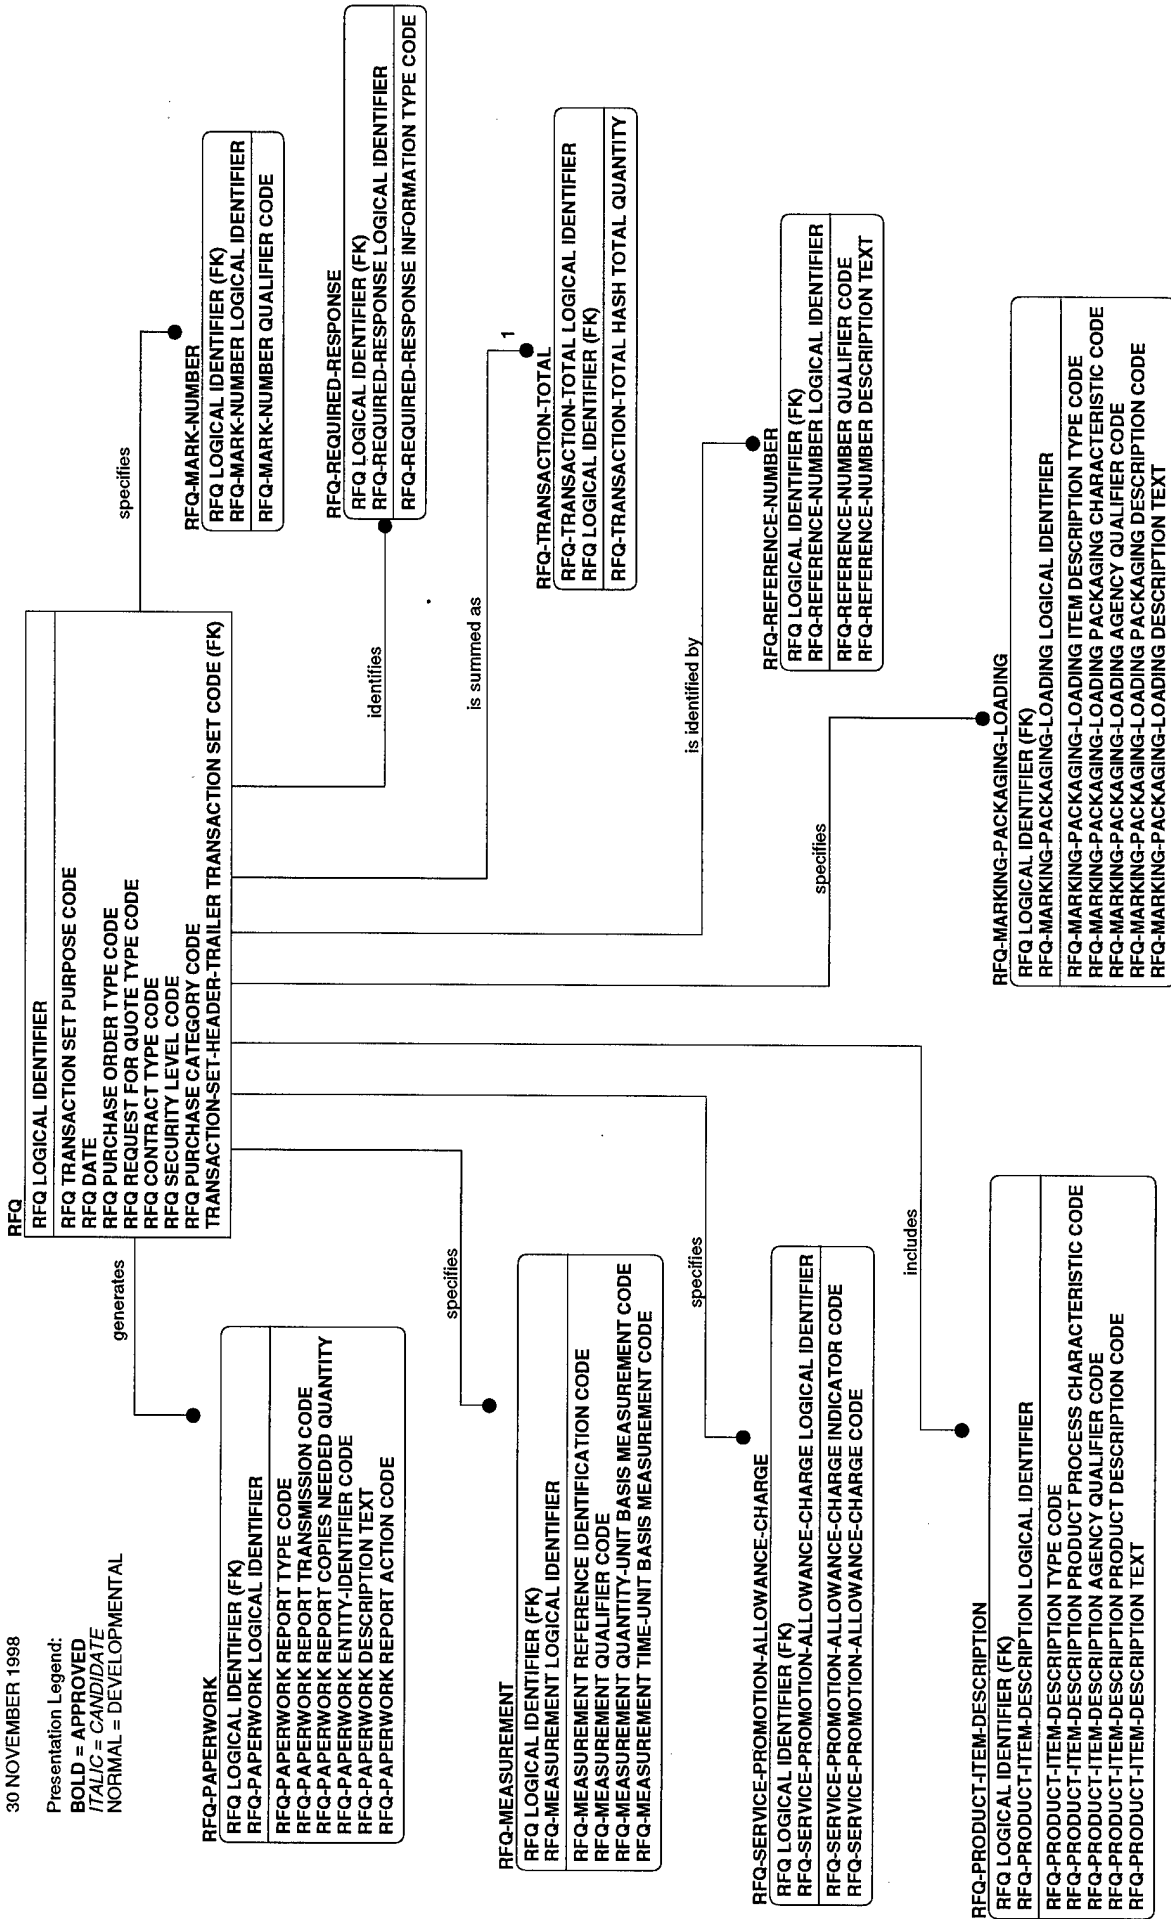 30 NOVEMBER 1998
Presentation Legend:
BOLD = APPROVED
ITALIC = CANDIDATE
NORMAL = DEVELOPMENTAL
RFQ
RFQ LOGICAL IDENTIFIER
RFQ TRANSACTION SET PURPOSE CODE
RFQ DATE
RFQ PURCHASE ORDER TYPE CODE
RFQ REQUEST FOR QUOTE TYPE CODE
RFQ CONTRACT TYPE CODE
RFQ SECURITY LEVEL CODE
RFQ PURCHASE CATEGORY CODE
TRANSACTION-SET-HEADER-TRAILER TRANSACTION SET CODE (FK)
generates
RFQ-PAPERWORK
RFQ LOGICAL IDENTIFIER (FK)
RFQ-PAPERWORK LOGICAL IDENTIFIER
RFQ-PAPERWORK REPORT TYPE CODE
RFQ-PAPERWORK REPORT TRANSMISSION CODE
RFQ-PAPERWORK REPORT COPIES NEEDED QUANTITY
RFQ-PAPERWORK ENTITY-IDENTIFIER CODE
RFQ-PAPERWORK DESCRIPTION TEXT
RFQ-PAPERWORK REPORT ACTION CODE
specifies
RFQ-MARK-NUMBER
RFQ LOGICAL IDENTIFIER (FK)
RFQ-MARK-NUMBER LOGICAL IDENTIFIER
RFQ-MARK-NUMBER QUALIFIER CODE
identifies
RFQ-REQUIRED-RESPONSE
RFQ LOGICAL IDENTIFIER (FK)
RFQ-REQUIRED-RESPONSE LOGICAL IDENTIFIER
RFQ-REQUIRED-RESPONSE INFORMATION TYPE CODE
specifies
RFQ-MEASUREMENT
RFQ LOGICAL IDENTIFIER (FK)
RFQ-MEASUREMENT LOGICAL IDENTIFIER
RFQ-MEASUREMENT REFERENCE IDENTIFICATION CODE
RFQ-MEASUREMENT QUALIFIER CODE
RFQ-MEASUREMENT QUANTITY-UNIT BASIS MEASUREMENT CODE
RFQ-MEASUREMENT TIME-UNIT BASIS MEASUREMENT CODE
is summed as
1
RFQ-TRANSACTION-TOTAL
RFQ-TRANSACTION-TOTAL LOGICAL IDENTIFIER
RFQ LOGICAL IDENTIFIER (FK)
RFQ-TRANSACTION-TOTAL HASH TOTAL QUANTITY
specifies
RFQ-SERVICE-PROMOTION-ALLOWANCE-CHARGE
RFQ LOGICAL IDENTIFIER (FK)
RFQ-SERVICE-PROMOTION-ALLOWANCE-CHARGE LOGICAL IDENTIFIER
RFQ-SERVICE-PROMOTION-ALLOWANCE-CHARGE INDICATOR CODE
RFQ-SERVICE-PROMOTION-ALLOWANCE-CHARGE CODE
is identified by
RFQ-REFERENCE-NUMBER
RFQ LOGICAL IDENTIFIER (FK)
RFQ-REFERENCE-NUMBER LOGICAL IDENTIFIER
RFQ-REFERENCE-NUMBER QUALIFIER CODE
RFQ-REFERENCE-NUMBER DESCRIPTION TEXT
includes
RFQ-PRODUCT-ITEM-DESCRIPTION
RFQ LOGICAL IDENTIFIER (FK)
RFQ-PRODUCT-ITEM-DESCRIPTION LOGICAL IDENTIFIER
RFQ-PRODUCT-ITEM-DESCRIPTION TYPE CODE
RFQ-PRODUCT-ITEM-DESCRIPTION PRODUCT PROCESS CHARACTERISTIC CODE
RFQ-PRODUCT-ITEM-DESCRIPTION AGENCY QUALIFIER CODE
RFQ-PRODUCT-ITEM-DESCRIPTION PRODUCT DESCRIPTION CODE
RFQ-PRODUCT-ITEM-DESCRIPTION TEXT
specifies
RFQ-MARKING-PACKAGING-LOADING
RFQ LOGICAL IDENTIFIER (FK)
RFQ-MARKING-PACKAGING-LOADING LOGICAL IDENTIFIER
RFQ-MARKING-PACKAGING-LOADING ITEM DESCRIPTION TYPE CODE
RFQ-MARKING-PACKAGING-LOADING PACKAGING CHARACTERISTIC CODE
RFQ-MARKING-PACKAGING-LOADING AGENCY QUALIFIER CODE
RFQ-MARKING-PACKAGING-LOADING PACKAGING DESCRIPTION CODE
RFQ-MARKING-PACKAGING-LOADING DESCRIPTION TEXT